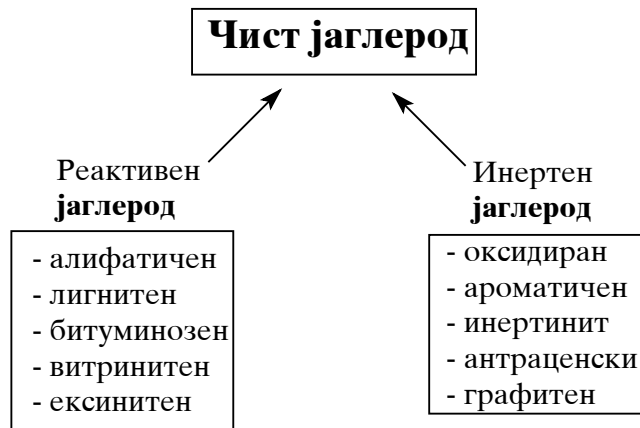 Чист јаглерод
Реактивен
јаглерод
- алифатичен
- лигнитен
- битуминозен
- витринитен
- ексинитен
Инертен
јаглерод
- оксидиран
- ароматичен
- инертинит
- антраценски
- графитен